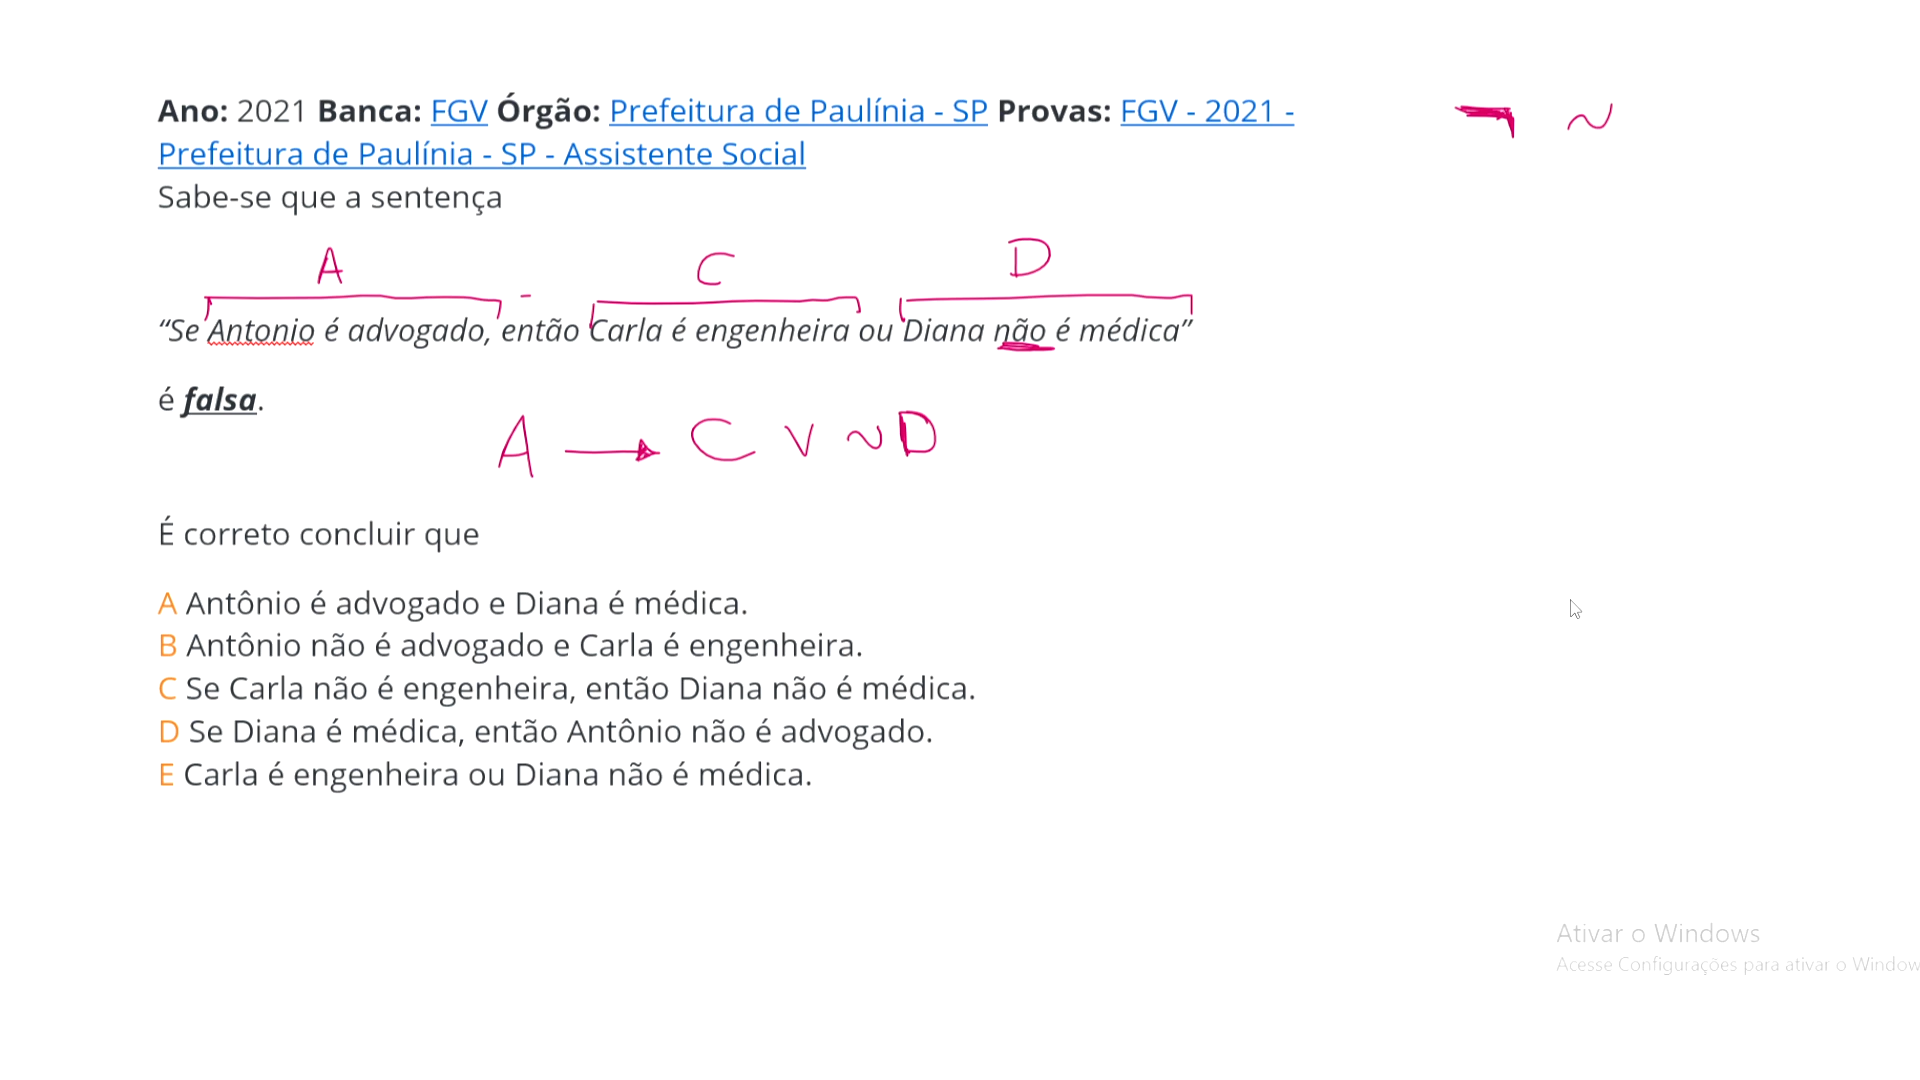 Ano: 2021 Banca: FGV Órgão: Prefeitura de Paulínia - SP Provas: FGV - 2021 -
Prefeitura de Paulínia - SP - Assistente Social
¬ ~
Sabe-se que a sentença
A C D
“Se Antonio é advogado, então Carla é engenheira ou Diana não é médica”
é falsa.
A → C v ~D
É correto concluir que
A Antônio é advogado e Diana é médica.
B Antônio não é advogado e Carla é engenheira.
C Se Carla não é engenheira, então Diana não é médica.
D Se Diana é médica, então Antônio não é advogado.
E Carla é engenheira ou Diana não é médica.
Ativar o Windows
Acesse Configurações para ativar o Window